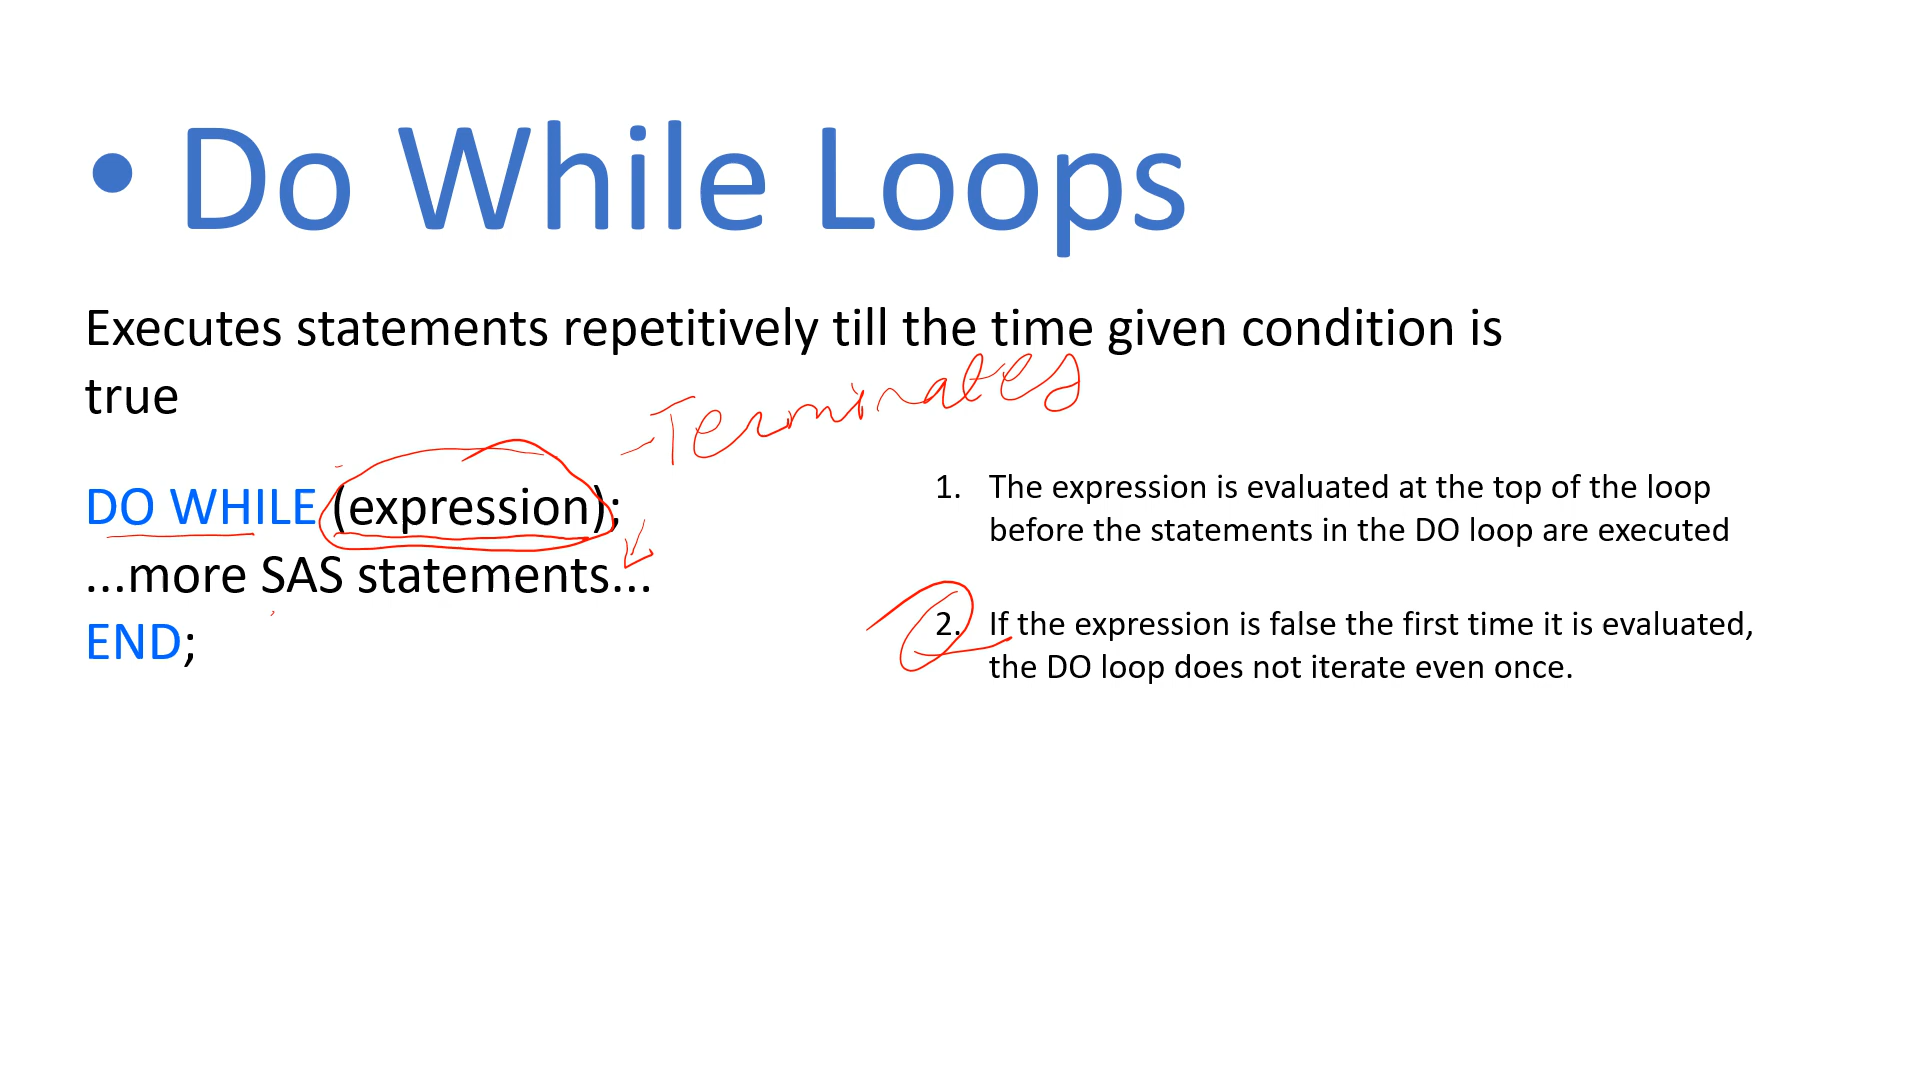 • Do While Loops
Executes statements repetitively till the time given condition is
true
-Terminates
DO WHILE (expression);
...more SAS statements...
END;
1. The expression is evaluated at the top of the loop
before the statements in the DO loop are executed
2. If the expression is false the first time it is evaluated,
the DO loop does not iterate even once.